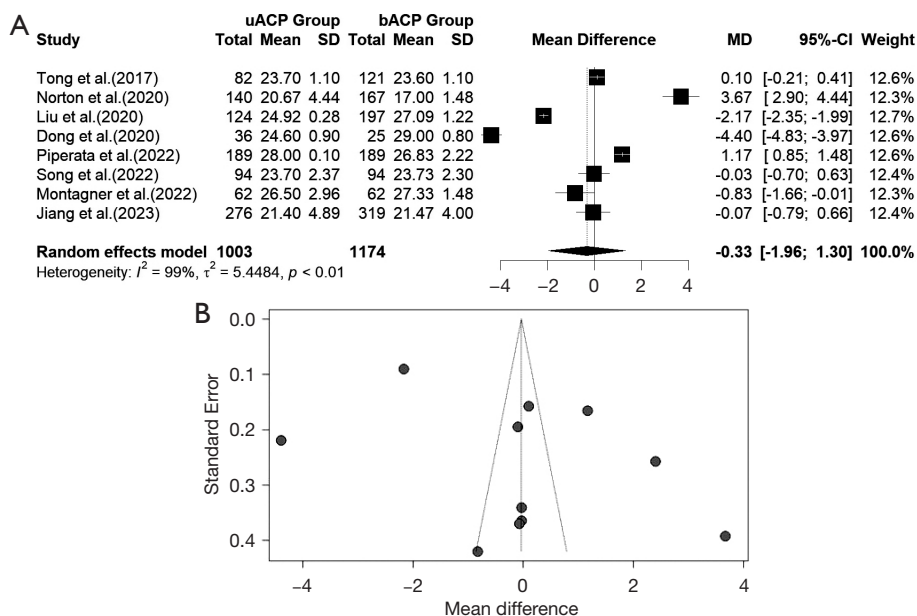 A
uACP Group bACP Group
Study Total Mean SD Total Mean SD Mean Difference MD 95%-CI Weight
Tong et al.(2017) 82 23.70 1.10 121 23.60 1.10 0.10 [-0.21; 0.41] 12.6%
Norton et al.(2020) 140 20.67 4.44 167 17.00 1.48 3.67 [2.90; 4.44] 12.3%
Liu et al.(2020) 124 24.92 0.28 197 27.09 1.22 -2.17 [-2.35; -1.99] 12.6%
Dong et al.(2020) 36 24.60 0.90 25 29.00 0.80 -4.40 [-4.83; -3.97] 12.6%
Piperata et al.(2022) 189 28.00 0.10 189 26.83 2.22 1.17 [0.85; 1.48] 12.6%
Song et al.(2022) 94 23.70 2.37 94 23.73 2.30 -0.03 [-0.70; 0.63] 12.4%
Montagner et al.(2022) 62 26.50 2.96 62 27.33 1.48 -0.83 [-1.66; -0.01] 12.3%
Jiang et al.(2023) 276 21.40 4.89 319 21.47 4.00 -0.07 [-0.79; 0.66] 12.4%
Random effects model 1003 1174 -0.33 [-1.96; 1.30] 100.0%
Heterogeneity: I² = 99%, τ² = 5.4484, p < 0.01
−4 −2 0 2 4
B
0.0
0.1
0.2
0.3
0.4
Standard Error
−4 −2 0 2 4
Mean difference